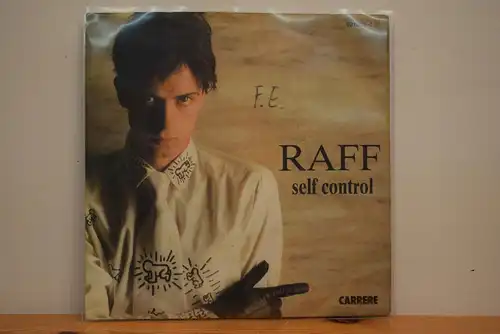 F.E.
RAFF
self control
CARRERE